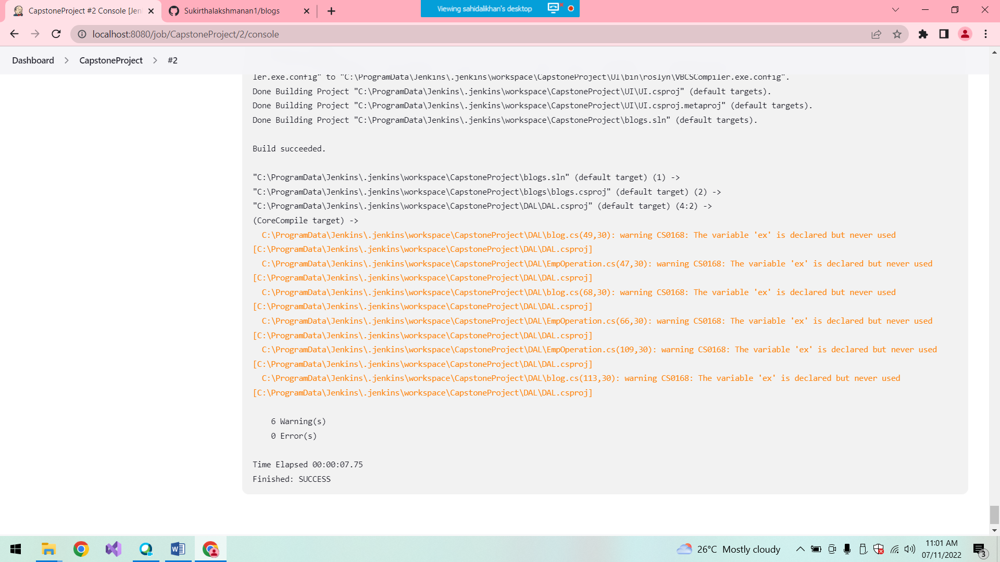 CapstoneProject #2 Console [Jen
Sukirthalakshmanan1/blogs
Viewing sahidalikhan's desktop
localhost:8080/job/CapstoneProject/2/console
Dashboard > CapstoneProject > #2
ler.exe.config" to "C:\ProgramData\Jenkins\.jenkins\workspace\CapstoneProject\UI\bin\roslyn\VBCSCompiler.exe.config".
Done Building Project "C:\ProgramData\Jenkins\.jenkins\workspace\CapstoneProject\UI\UI.csproj" (default targets).
Done Building Project "C:\ProgramData\Jenkins\.jenkins\workspace\CapstoneProject\UI\UI.csproj.metaproj" (default targets).
Done Building Project "C:\ProgramData\Jenkins\.jenkins\workspace\CapstoneProject\blogs.sln" (default targets).
Build succeeded.
"C:\ProgramData\Jenkins\.jenkins\workspace\CapstoneProject\blogs.sln" (default target) (1) ->
"C:\ProgramData\Jenkins\.jenkins\workspace\CapstoneProject\blogs\blogs.csproj" (default target) (2) ->
"C:\ProgramData\Jenkins\.jenkins\workspace\CapstoneProject\DAL\DAL.csproj" (default target) (4:2) ->
(CoreCompile target) ->
C:\ProgramData\Jenkins\.jenkins\workspace\CapstoneProject\DAL\blog.cs(49,30): warning CS0168: The variable 'ex' is declared but never used
[C:\ProgramData\Jenkins\.jenkins\workspace\CapstoneProject\DAL\DAL.csproj]
C:\ProgramData\Jenkins\.jenkins\workspace\CapstoneProject\DAL\EmpOperation.cs(47,30): warning CS0168: The variable 'ex' is declared but never used
[C:\ProgramData\Jenkins\.jenkins\workspace\CapstoneProject\DAL\DAL.csproj]
C:\ProgramData\Jenkins\.jenkins\workspace\CapstoneProject\DAL\blog.cs(68,30): warning CS0168: The variable 'ex' is declared but never used
[C:\ProgramData\Jenkins\.jenkins\workspace\CapstoneProject\DAL\DAL.csproj]
C:\ProgramData\Jenkins\.jenkins\workspace\CapstoneProject\DAL\EmpOperation.cs(66,30): warning CS0168: The variable 'ex' is declared but never used
[C:\ProgramData\Jenkins\.jenkins\workspace\CapstoneProject\DAL\DAL.csproj]
C:\ProgramData\Jenkins\.jenkins\workspace\CapstoneProject\DAL\EmpOperation.cs(109,30): warning CS0168: The variable 'ex' is declared but never used
[C:\ProgramData\Jenkins\.jenkins\workspace\CapstoneProject\DAL\DAL.csproj]
C:\ProgramData\Jenkins\.jenkins\workspace\CapstoneProject\DAL\blog.cs(113,30): warning CS0168: The variable 'ex' is declared but never used
[C:\ProgramData\Jenkins\.jenkins\workspace\CapstoneProject\DAL\DAL.csproj]
6 Warning(s)
0 Error(s)
Time Elapsed 00:00:07.75
Finished: SUCCESS
26°C Mostly cloudy
11:01 AM
07/11/2022
3